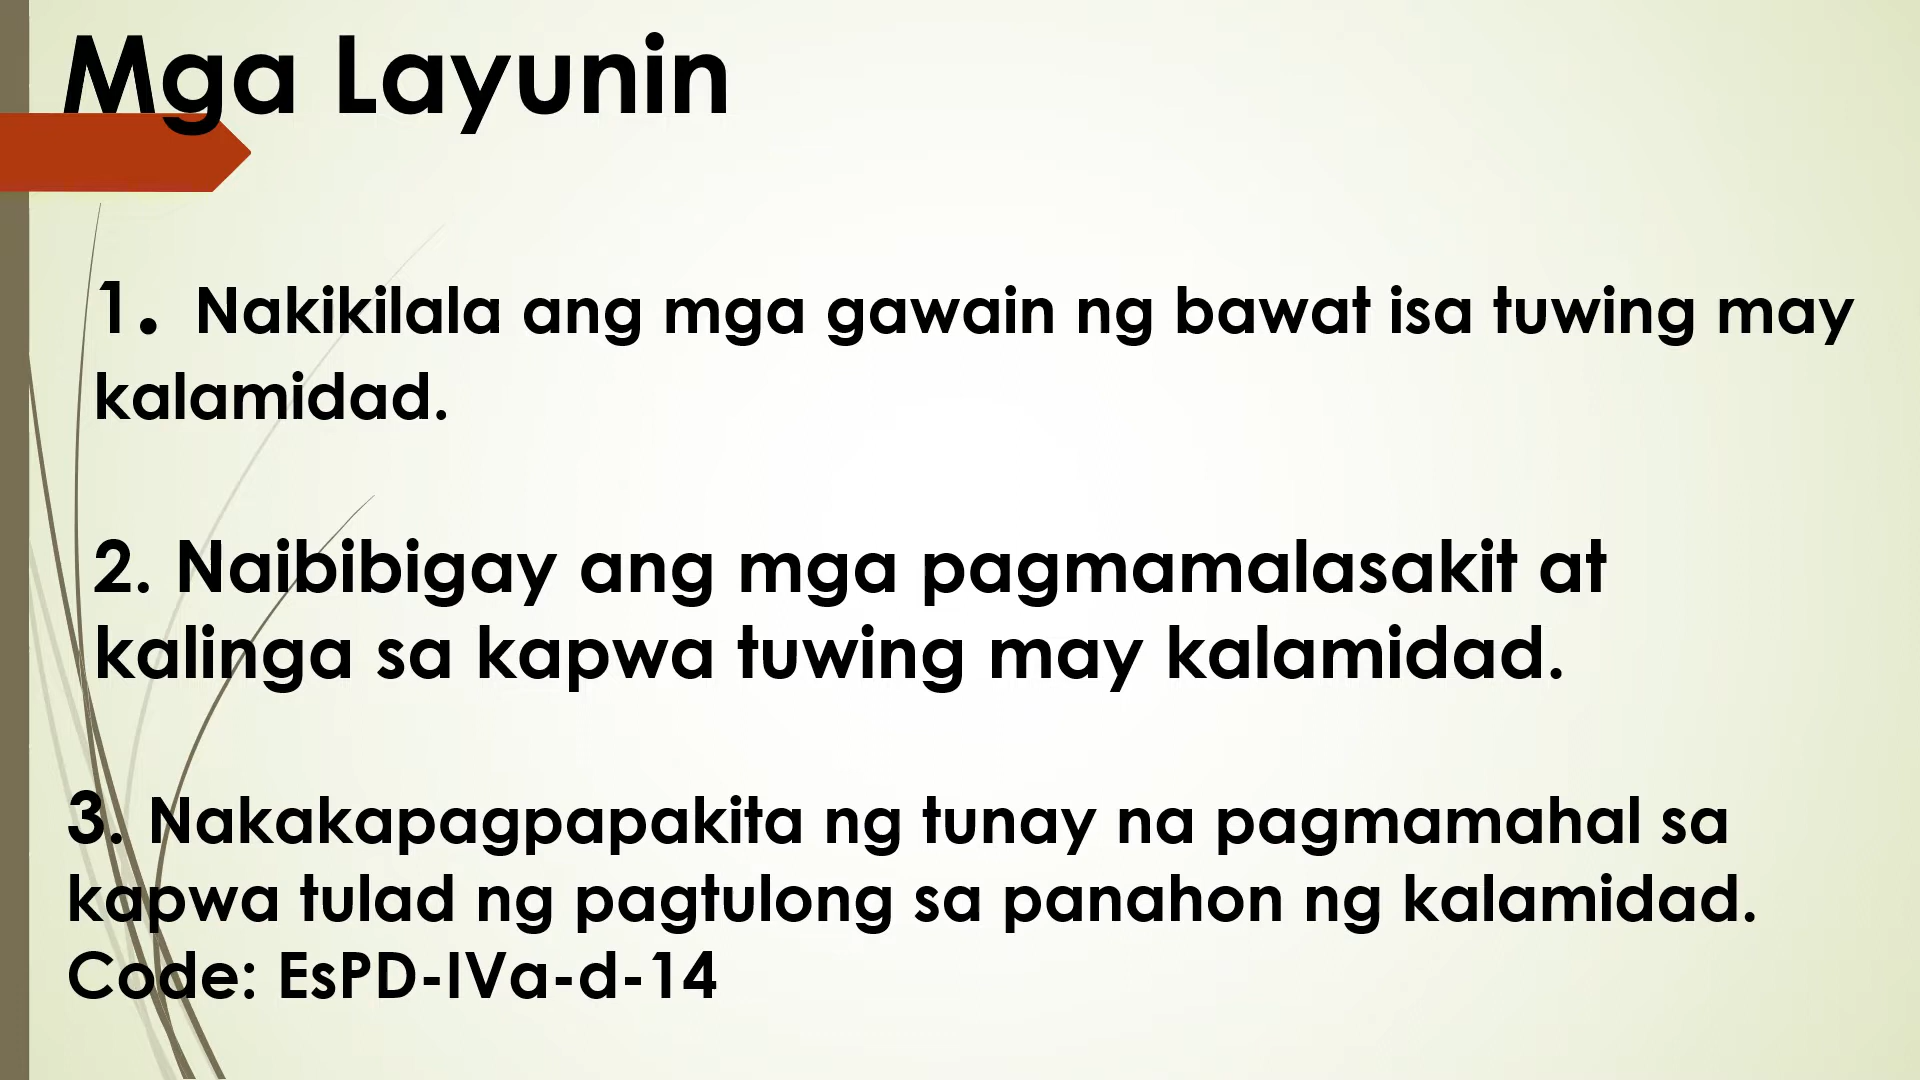 Mga Layunin
1. Nakikilala ang mga gawain ng bawat isa tuwing may
kalamidad.
2. Naibibigay ang mga pagmamalasakit at
kalinga sa kapwa tuwing may kalamidad.
3. Nakakapagpapakita ng tunay na pagmamahal sa
kapwa tulad ng pagtulong sa panahon ng kalamidad.
Code: EsPD-IVa-d-14